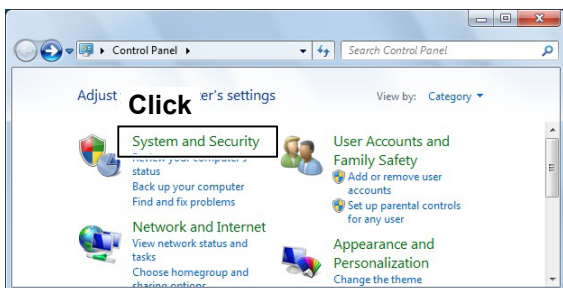 Control Panel
Search Control Panel
Adjust er's settings
Click
View by: Category
System and Security
status
Back up your computer
Find and fix problems
User Accounts and
Family Safety
Add or remove user
accounts
Set up parental controls
for any user
Network and Internet
View network status and
tasks
Choose homegroup and
sharing options
Appearance and
Personalization
Change the theme